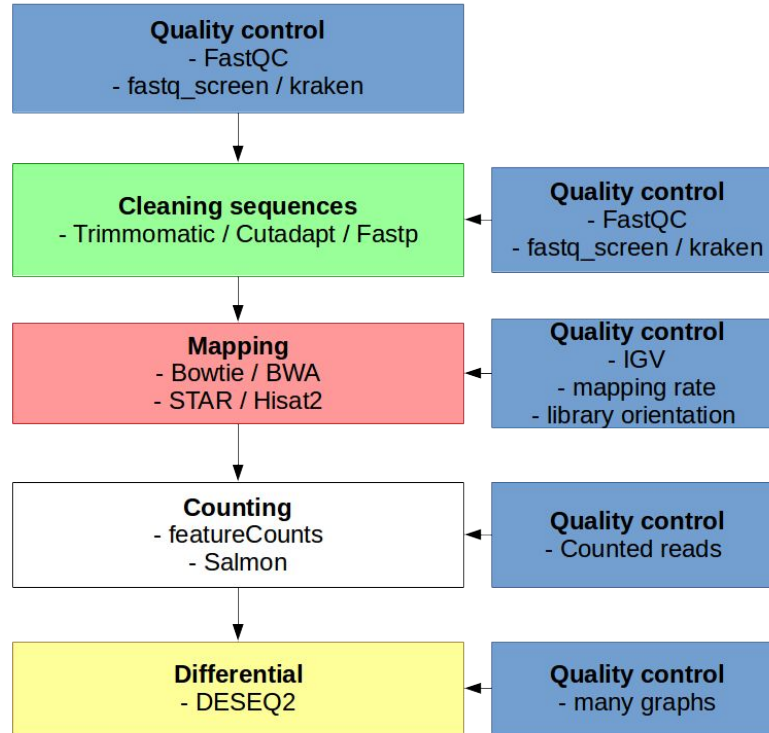 Quality control
- FastQC
- fastq_screen / kraken
Cleaning sequences
- Trimmomatic / Cutadapt / Fastp
Quality control
- FastQC
- fastq_screen / kraken
Mapping
- Bowtie / BWA
- STAR / Hisat2
Quality control
- IGV
- mapping rate
- library orientation
Counting
- featureCounts
- Salmon
Quality control
- Counted reads
Differential
- DESEQ2
Quality control
- many graphs